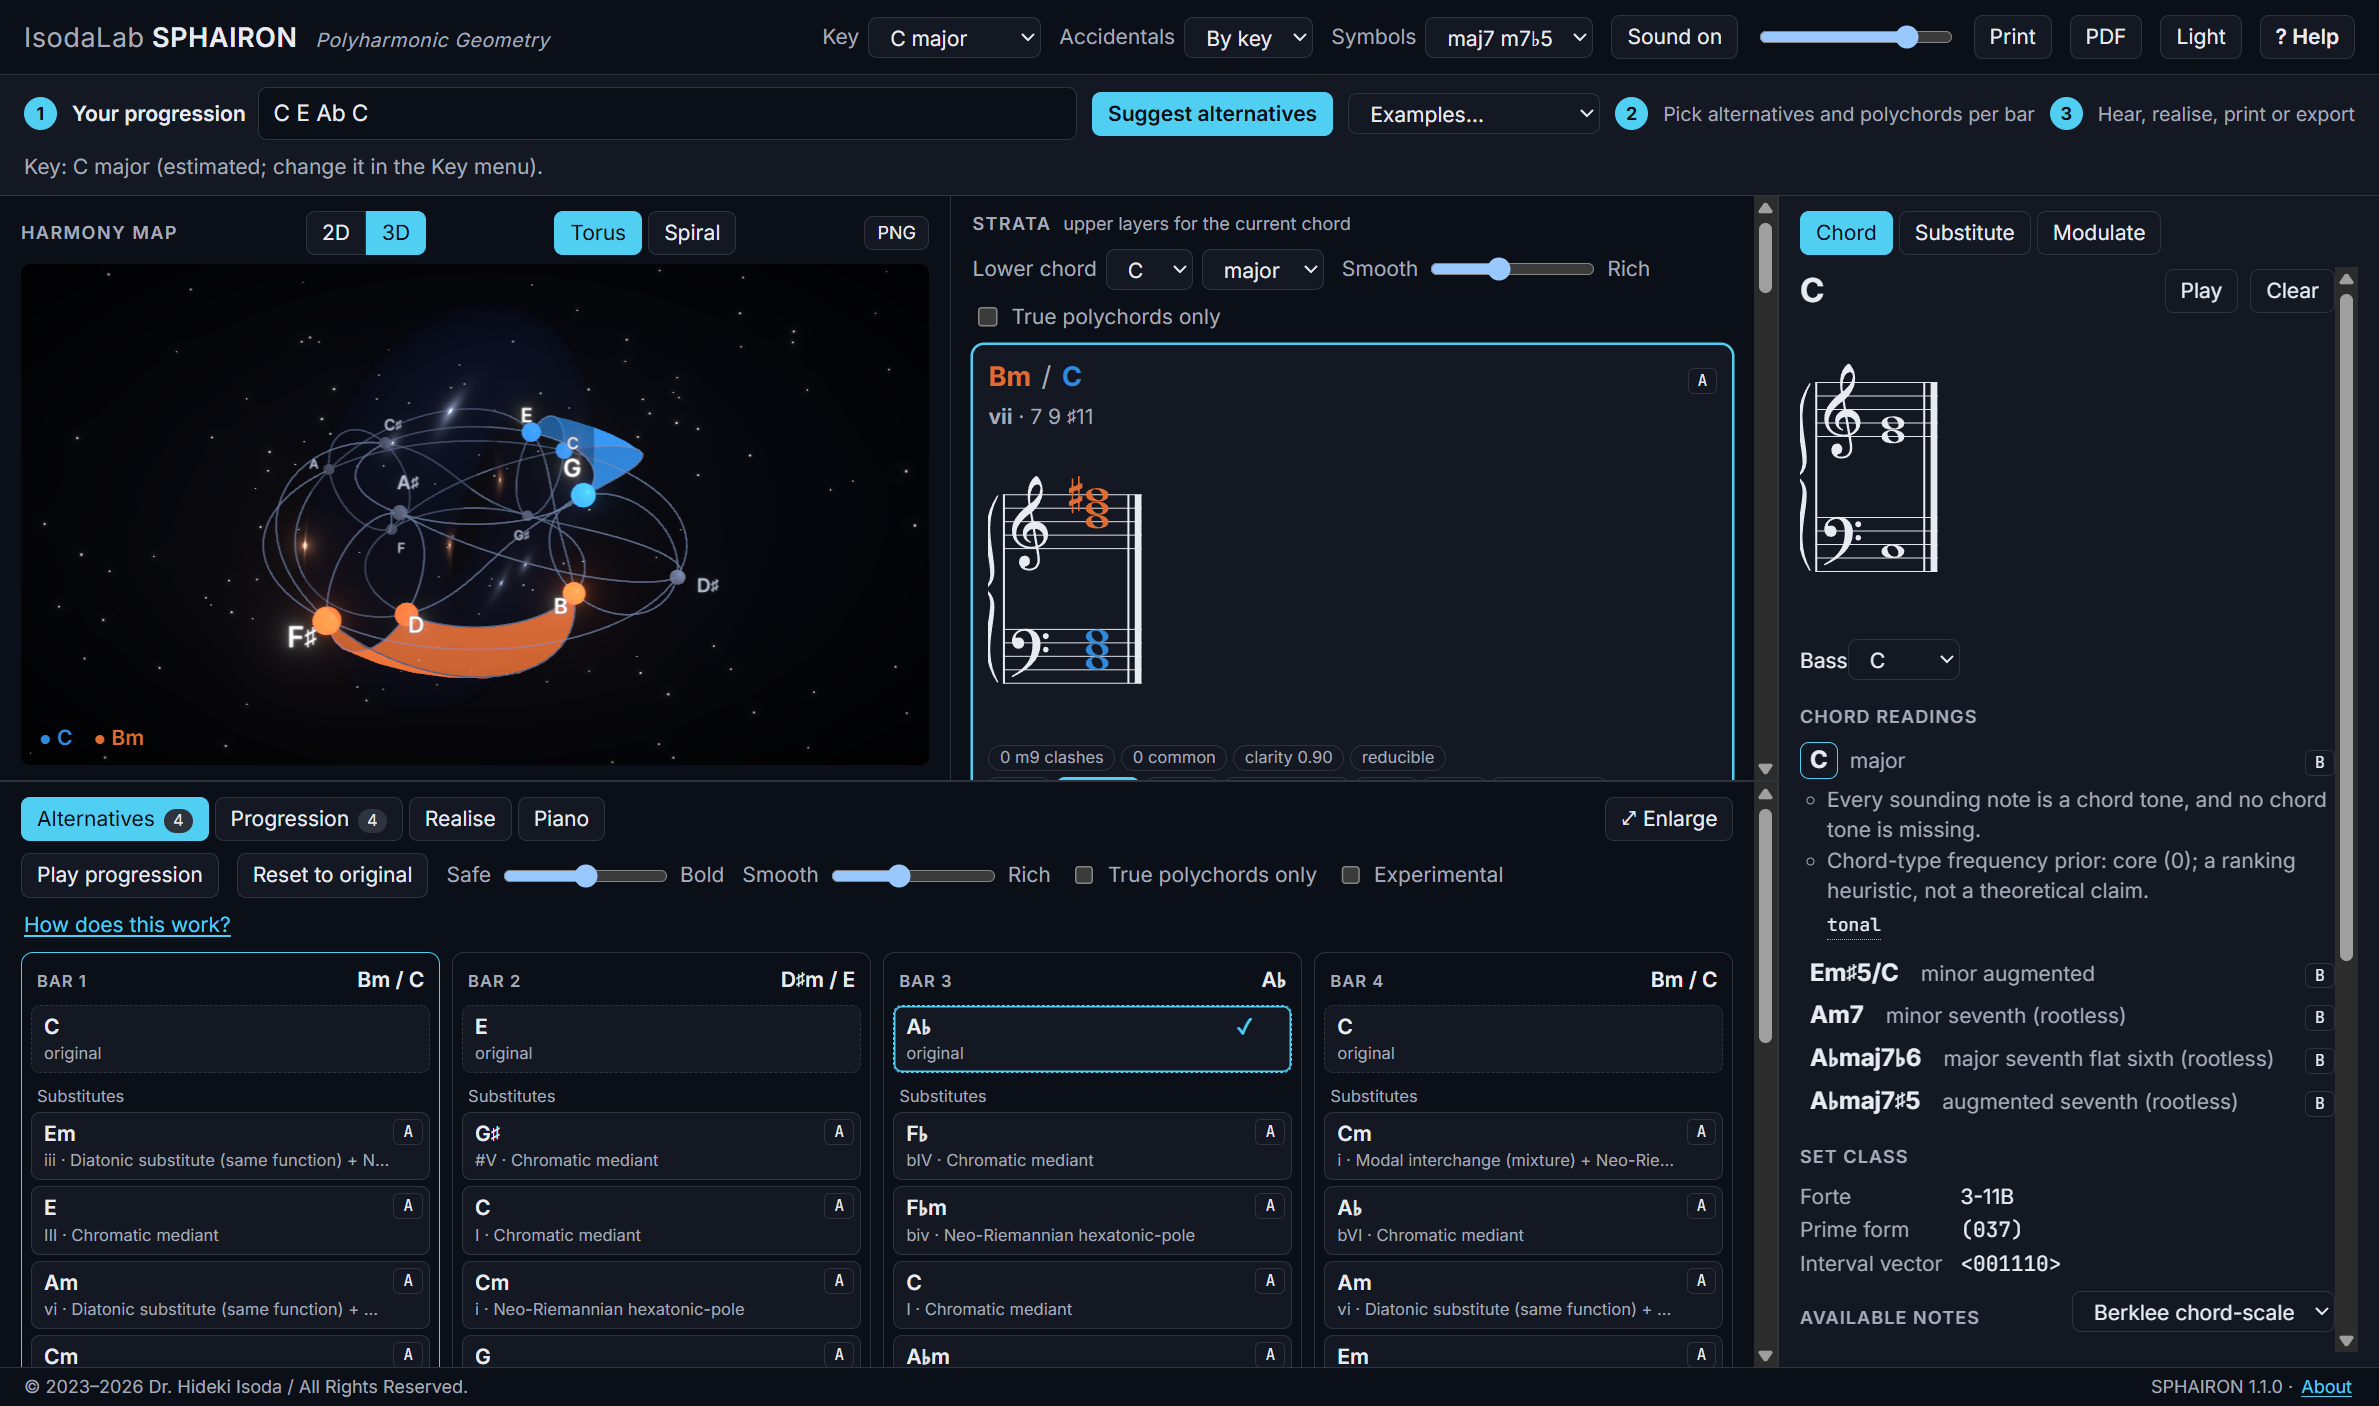 IsodaLab SPHAIRON Polyharmonic Geometry
Key C major Accidentals By key Symbols maj7 m7♭5 Sound on Print PDF Light ? Help
1 Your progression C E Ab C Suggest alternatives Examples... 2 Pick alternatives and polychords per bar 3 Hear, realise, print or export
Key: C major (estimated; change it in the Key menu).
HARMONY MAP 2D 3D Torus Spiral PNG
E
C♯
C
A
G
A♯
G♯
F
D♯
B
D
F♯
C Bm
STRATA upper layers for the current chord
Lower chord C major Smooth Rich
True polychords only
Bm / C A
vii · 7 9 ♯11
0 m9 clashes 0 common clarity 0.90 reducible
Chord Substitute Modulate
C Play Clear
Bass C
CHORD READINGS
C major B
Every sounding note is a chord tone, and no chord
tone is missing.
Chord-type frequency prior: core (0); a ranking
heuristic, not a theoretical claim.
tonal
Em♯5/C minor augmented B
Am7 minor seventh (rootless) B
A♭maj7♭6 major seventh flat sixth (rootless) B
A♭maj7♯5 augmented seventh (rootless) B
SET CLASS
Forte 3-11B
Prime form (037)
Interval vector <001110>
AVAILABLE NOTES Berklee chord-scale
Alternatives 4 Progression 4 Realise Piano ⤢ Enlarge
Play progression Reset to original Safe Bold Smooth Rich True polychords only Experimental
How does this work?
BAR 1 Bm / C
C
original
Substitutes
Em A
iii · Diatonic substitute (same function) + N...
E A
III · Chromatic mediant
Am A
vi · Diatonic substitute (same function) + ...
Cm A
BAR 2 D♯m / E
E
original
Substitutes
G♯ A
#V · Chromatic mediant
C A
I · Chromatic mediant
Cm A
i · Neo-Riemannian hexatonic-pole
G A
BAR 3 A♭
A♭ ✓
original
Substitutes
F♭ A
bIV · Chromatic mediant
F♭m A
biv · Neo-Riemannian hexatonic-pole
C A
I · Chromatic mediant
A♭m A
BAR 4 Bm / C
C
original
Substitutes
Cm A
i · Modal interchange (mixture) + Neo-Rie...
A♭ A
bVI · Chromatic mediant
Am A
vi · Diatonic substitute (same function) + ...
Em A
© 2023–2026 Dr. Hideki Isoda / All Rights Reserved.
SPHAIRON 1.1.0 · About